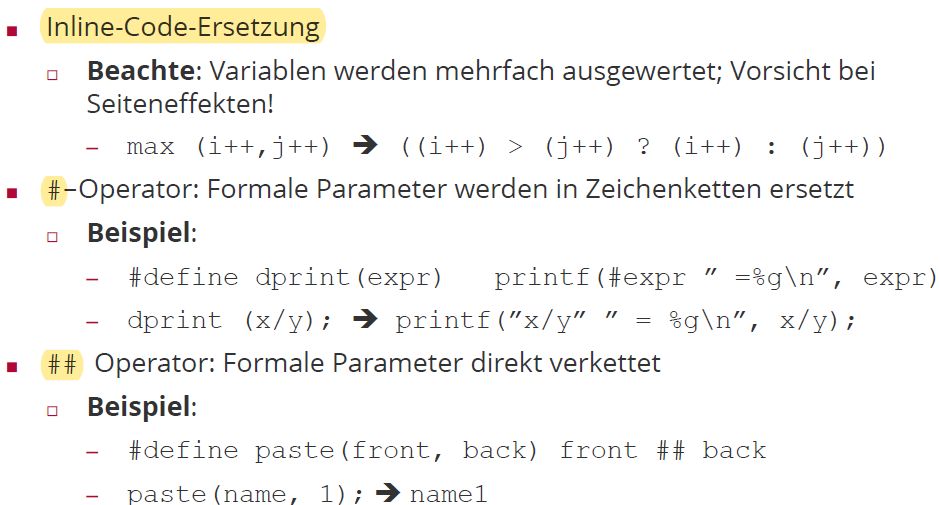 Inline-Code-Ersetzung
Beachte: Variablen werden mehrfach ausgewertet; Vorsicht bei
Seiteneffekten!
– max (i++,j++) ➔ ((i++) > (j++) ? (i++) : (j++))
#–Operator: Formale Parameter werden in Zeichenketten ersetzt
Beispiel:
– #define dprint(expr)   printf(#expr ” =%g\n”, expr)
– dprint (x/y); ➔ printf(”x/y” ” = %g\n”, x/y);
## Operator: Formale Parameter direkt verkettet
Beispiel:
– #define paste(front, back) front ## back
– paste(name, 1); ➔ name1